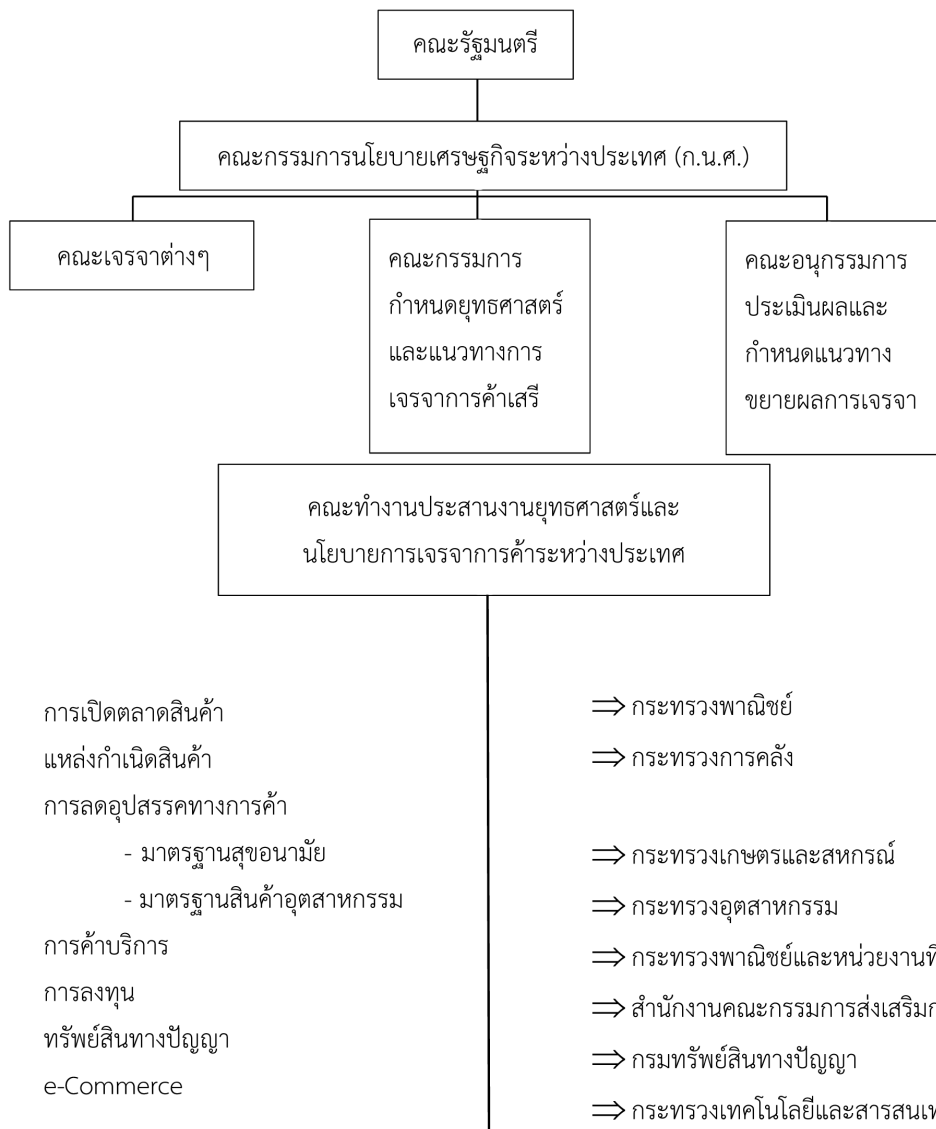 คณะรัฐมนตรี
คณะกรรมการนโยบายเศรษฐกิจระหว่างประเทศ (ก.น.ศ.)
คณะเจรจาต่างๆ
คณะกรรมการ
กำหนดยุทธศาสตร์
และแนวทางการ
เจรจาการค้าเสรี
คณะอนุกรรมการ
ประเมินผลและ
กำหนดแนวทาง
ขยายผลการเจรจา
คณะทำงานประสานงานยุทธศาสตร์และ
นโยบายการเจรจาการค้าระหว่างประเทศ
การเปิดตลาดสินค้า
แหล่งกำเนิดสินค้า
การลดอุปสรรคทางการค้า
- มาตรฐานสุขอนามัย
- มาตรฐานสินค้าอุตสาหกรรม
การค้าบริการ
การลงทุน
ทรัพย์สินทางปัญญา
e-Commerce
⇒ กระทรวงพาณิชย์
⇒ กระทรวงการคลัง
⇒ กระทรวงเกษตรและสหกรณ์
⇒ กระทรวงอุตสาหกรรม
⇒ กระทรวงพาณิชย์และหน่วยงาน
⇒ สำนักงานคณะกรรมการส่งเสริม
⇒ กรมทรัพย์สินทางปัญญา
⇒ กระทรวงเทคโนโลยีและ